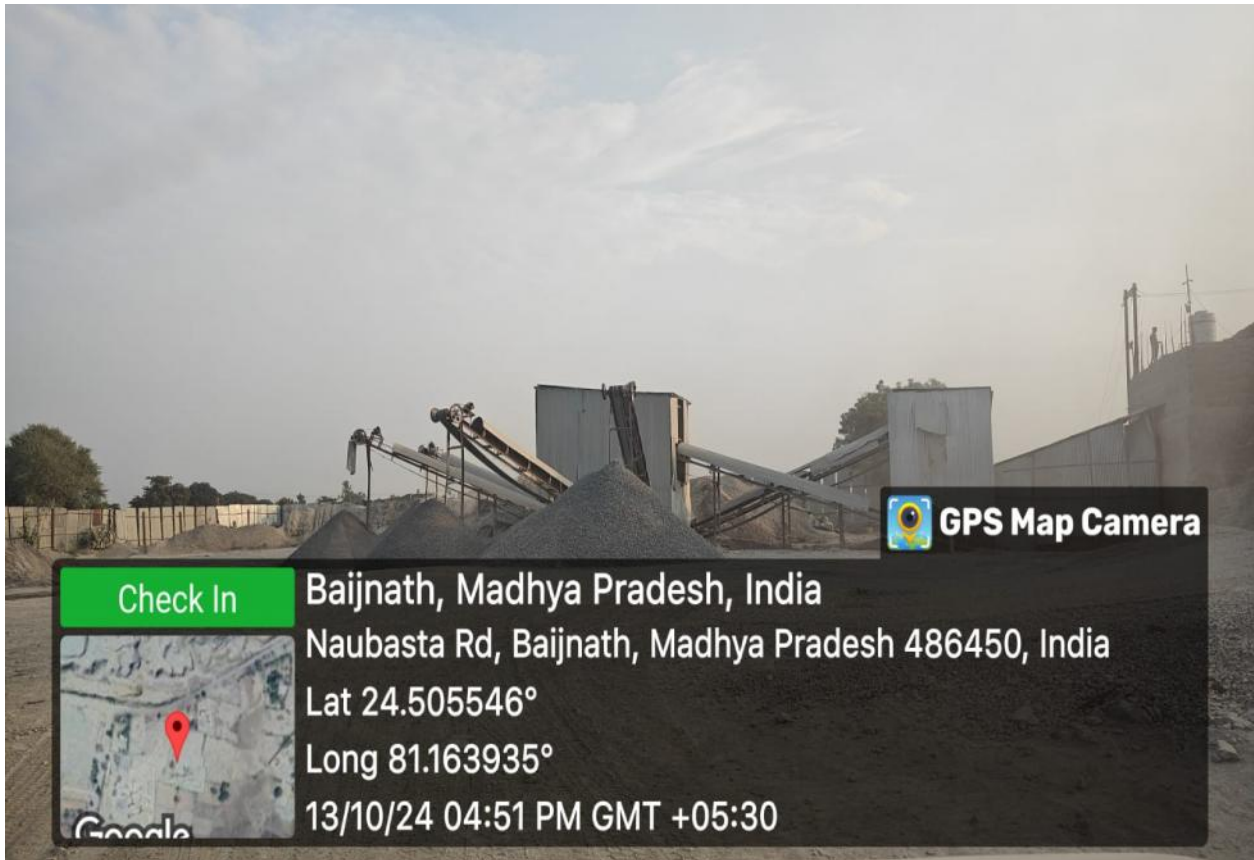 GPS Map Camera
Check In
Baijnath, Madhya Pradesh, India
Naubasta Rd, Baijnath, Madhya Pradesh 486450, India
Lat 24.505546°
Long 81.163935°
13/10/24 04:51 PM GMT +05:30
Google